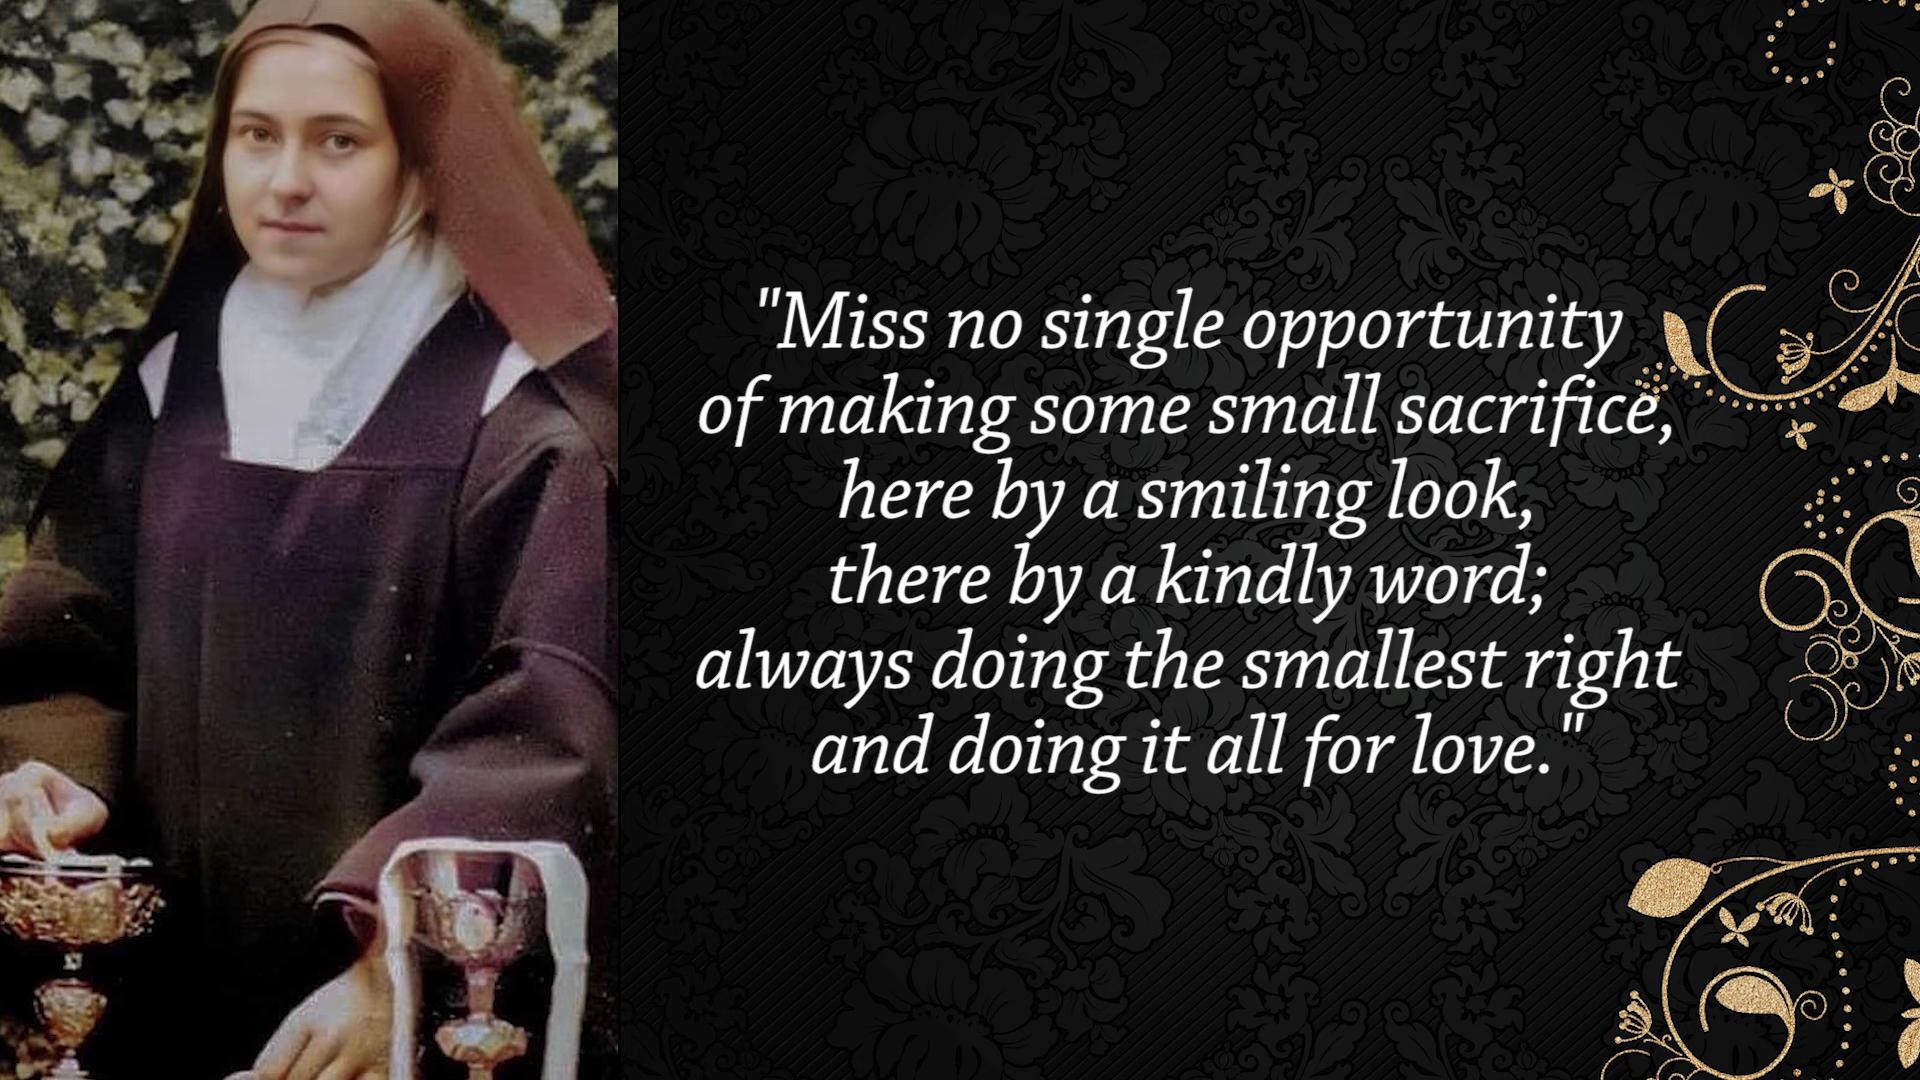 "Miss no single opportunity
of making some small sacrifice,
here by a smiling look,
there by a kindly word;
always doing the smallest right
and doing it all for love."